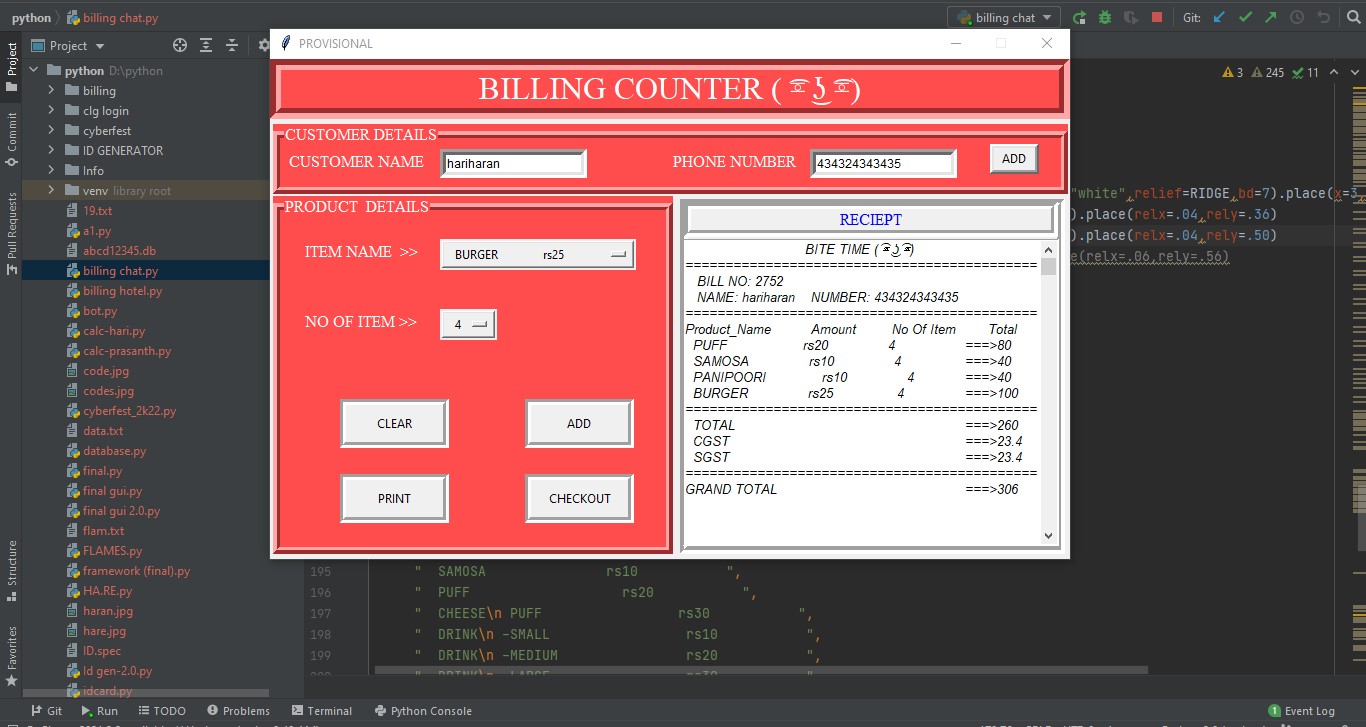 python billing chat.py billing chat Git:
Project
python D:\python
billing
clg login
cyberfest
ID GENERATOR
Info
venv library root
19.txt
a1.py
abcd12345.db
billing chat.py
billing hotel.py
bot.py
calc-hari.py
calc-prasanth.py
code.jpg
codes.jpg
cyberfest_2k22.py
data.txt
database.py
final.py
final gui.py
final gui 2.0.py
flam.txt
FLAMES.py
framework (final).py
HA.RE.py
haran.jpg
hare.jpg
ID.spec
Id gen-2.0.py
idcard.py
Project
Commit
Pull Requests
Structure
Favorites
PROVISIONAL
BILLING COUNTER ( ͡ಠ ʖ̯ ͡ಠ)
CUSTOMER DETAILS
CUSTOMER NAME hariharan PHONE NUMBER 434324343435 ADD
PRODUCT DETAILS
ITEM NAME >> BURGER rs25
NO OF ITEM >> 4
CLEAR ADD
PRINT CHECKOUT
RECIEPT
BITE TIME ( ͡ಠ ʖ̯ ͡ಠ)
============================================
BILL NO: 2752
NAME: hariharan NUMBER: 434324343435
============================================
Product_Name Amount No Of Item Total
PUFF rs20 4 ===>80
SAMOSA rs10 4 ===>40
PANIPOORI rs10 4 ===>40
BURGER rs25 4 ===>100
============================================
TOTAL ===>260
CGST ===>23.4
SGST ===>23.4
============================================
GRAND TOTAL ===>306
3 245 11
"white",relief=RIDGE,bd=7).place(x=3,
).place(relx=.04,rely=.36)
).place(relx=.04,rely=.50)
e(relx=.06,rely=.56)
195 " SAMOSA rs10 ",
196 " PUFF rs20 ",
197 " CHEESE\n PUFF rs30 ",
198 " DRINK\n -SMALL rs10 ",
199 " DRINK\n -MEDIUM rs20 ",
Git Run TODO Problems Terminal Python Console 1 Event Log